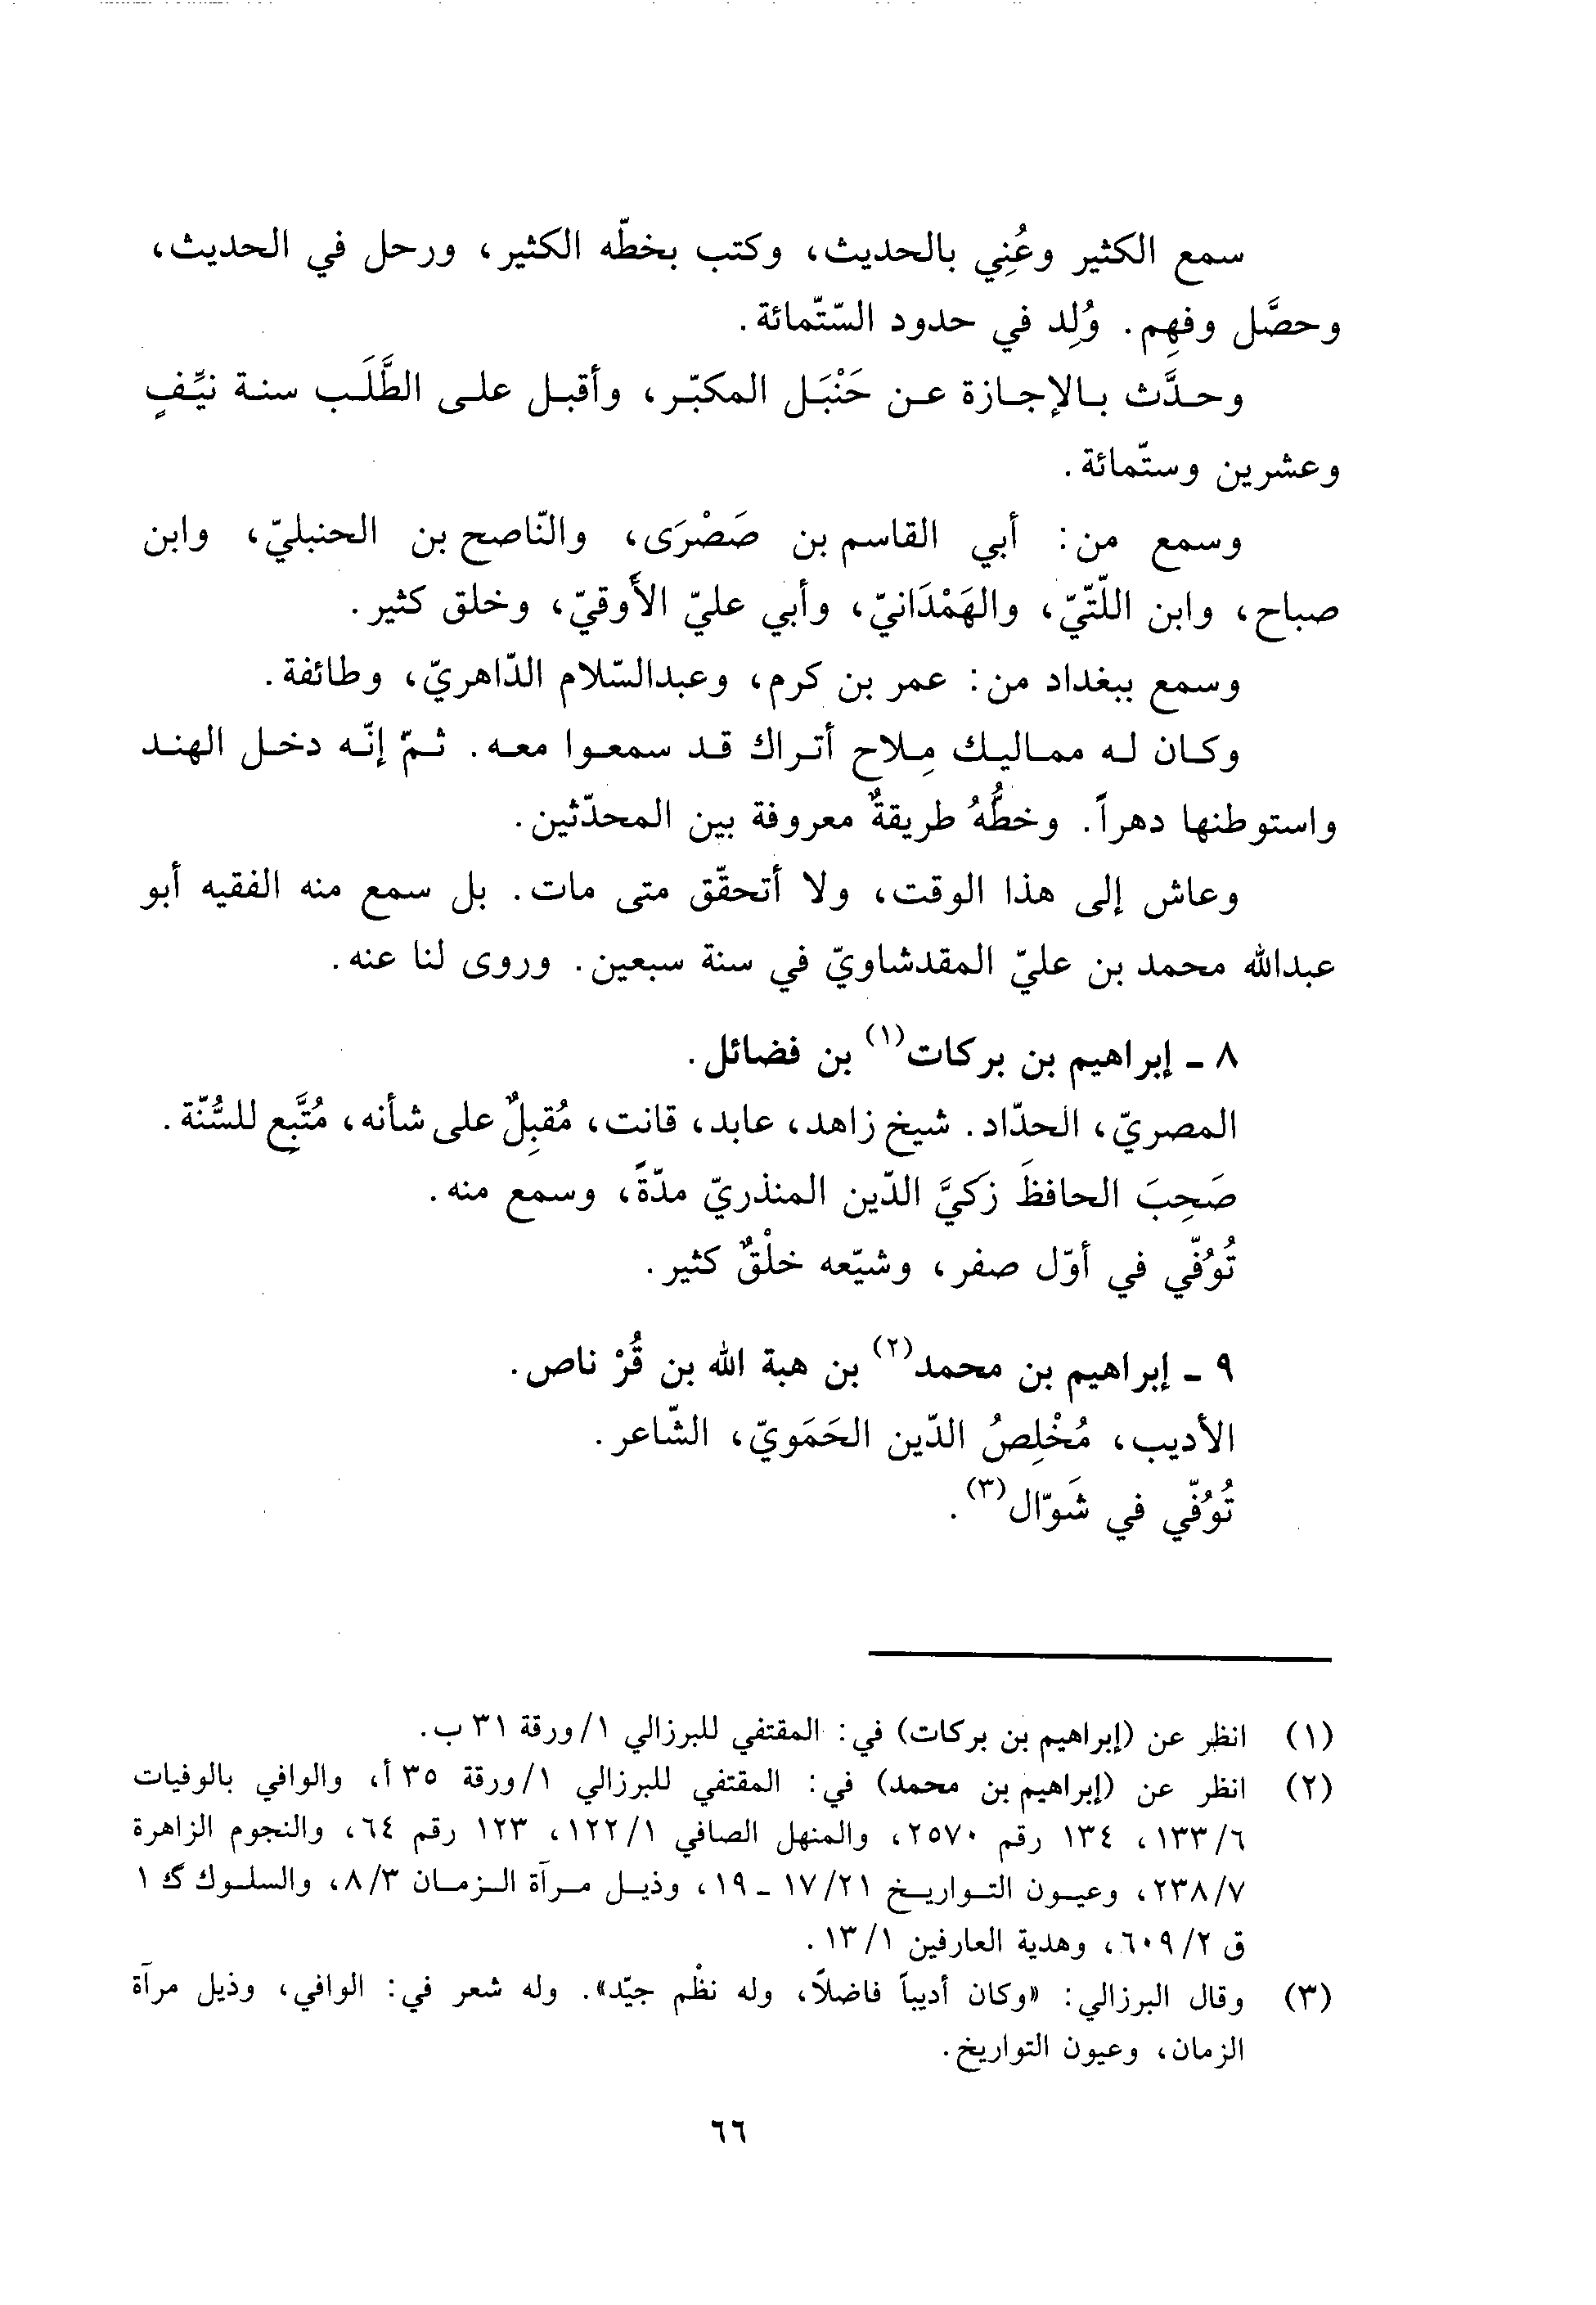 سمع الكثير وعُنِي بالحديث، وكتب بخطّه الكثير، ورحل في الحديث،
وحصَّل وفهِم. وُلِد في حدود السّتّمائة.
وحدَّث بالإجازة عن حَنْبَل المكبّر، وأقبل على الطَّلَب سنة نيِّفٍ
وعشرين وستّمائة.
وسمع من: أبي القاسم بن صَصْرَى، والنّاصح بن الحنبليّ، وابن
صباح، وابن اللّتّيّ، والهَمْدَانيّ، وأبي عليّ الأَوقيّ، وخلق كثير.
وسمع ببغداد من: عمر بن كرم، وعبدالسّلام الدّاهريّ، وطائفة.
وكان له مماليك مِلاح أتراك قد سمعوا معه. ثمّ إنّه دخل الهند
واستوطنها دهراً. وخطُّهُ طريقةٌ معروفة بين المحدّثين.
وعاش إلى هذا الوقت، ولا أتحقّق متى مات. بل سمع منه الفقيه أبو
عبدالله محمد بن عليّ المقدشاويّ في سنة سبعين. وروى لنا عنه.
٨ ـ إبراهيم بن بركات(١) بن فضائل.
المصريّ، الحدّاد. شيخ زاهد، عابد، قانت، مُقبِلٌ على شأنه، مُتَّبِع للسُّنّة.
صَحِبَ الحافظَ زكيَّ الدّين المنذريّ مدّةً، وسمع منه.
تُوُفّي في أوّل صفر، وشيّعه خلْقٌ كثير.
٩ ـ إبراهيم بن محمد(٢) بن هبة الله بن قُرْ ناص.
الأديب، مُخْلِصُ الدّين الحَمَويّ، الشّاعر.
تُوُفّي في شَوّال(٣).
(١) انظر عن (إبراهيم بن بركات) في: المقتفي للبرزالي ١/ورقة ٣١ ب.
(٢) انظر عن (إبراهيم بن محمد) في: المقتفي للبرزالي ١/ورقة ٣٥ أ، والوافي بالوفيات
٦/١٣٣، ١٣٤ رقم ٢٥٧٠، والمنهل الصافي ١/١٢٢، ١٢٣ رقم ٦٤، والنجوم الزاهرة
٧/٢٣٨، وعيون التواريخ ٢١/١٧ ـ ١٩، وذيل مرآة الزمان ٣/٨، والسلوك ﮔ ١
ق ٢/٦٠٩، وهدية العارفين ١/١٣.
(٣) وقال البرزالي: «وكان أديباً فاضلاً، وله نظْم جيّد». وله شعر في: الوافي، وذيل مرآة
الزمان، وعيون التواريخ.
٦٦